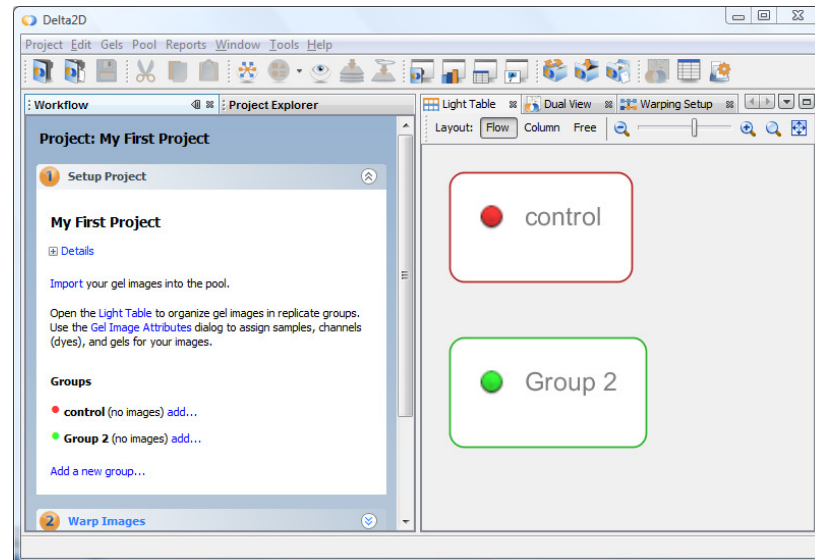 Delta2D
Project Edit Gels Pool Reports Window Tools Help
Workflow
Project Explorer
Project: My First Project
1 Setup Project
My First Project
Details
Import your gel images into the pool.
Open the Light Table to organize gel images in replicate groups.
Use the Gel Image Attributes dialog to assign samples, channels
(dyes), and gels for your images.
Groups
control (no images) add...
Group 2 (no images) add...
Add a new group...
2 Warp Images
Light Table
Dual View
Warping Setup
Layout: Flow Column Free
control
Group 2